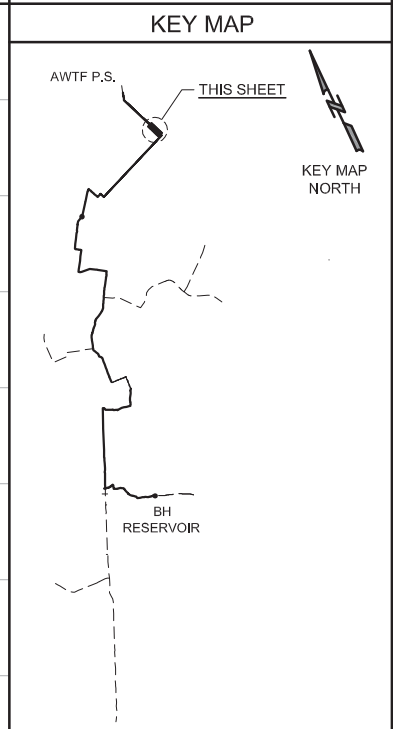 KEY MAP
AWTF P.S.
THIS SHEET
KEY MAP
NORTH
BH
RESERVOIR